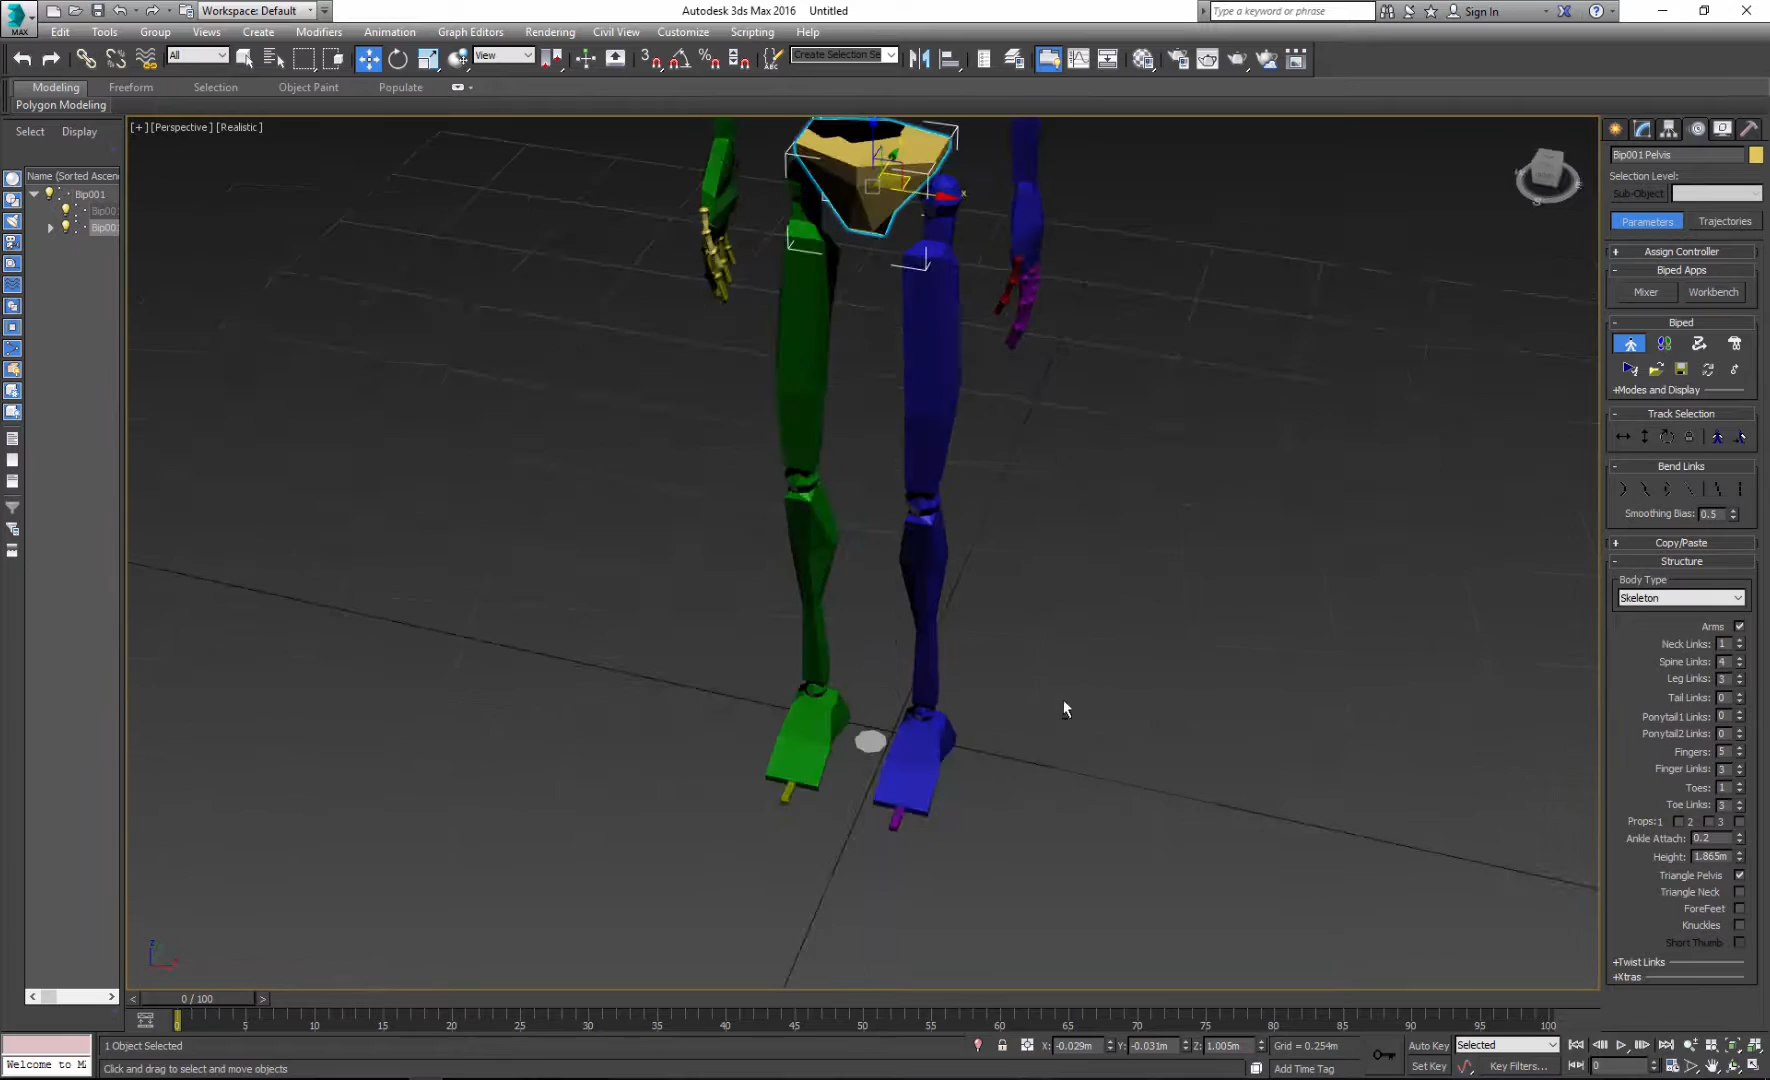 MAX
Workspace: Default
Autodesk 3ds Max 2016 Untitled
Type a keyword or phrase
Sign In
Edit Tools Group Views Create Modifiers Animation Graph Editors Rendering Civil View Customize Scripting Help
All
View
3
Create Selection Se
Modeling Freeform Selection Object Paint Populate
Polygon Modeling
Select Display
[+] [Perspective] [Realistic]
Name (Sorted Ascen
Bip001
Bip00
Bip00
x
Bip001 Pelvis
Selection Level:
Sub-Object
Parameters Trajectories
+ Assign Controller
- Biped Apps
Mixer Workbench
- Biped
+Modes and Display
- Track Selection
- Bend Links
Smoothing Bias: 0.5
+ Copy/Paste
- Structure
Body Type
Skeleton
Arms
Neck Links: 1
Spine Links: 4
Leg Links: 3
Tail Links: 0
Ponytail1 Links: 0
Ponytail2 Links: 0
Fingers: 5
Finger Links: 3
Toes: 1
Toe Links: 3
Props: 1 2 3
Ankle Attach: 0.2
Height: 1.865m
Triangle Pelvis
Triangle Neck
ForeFeet
Knuckles
Short Thumb
+Twist Links
+Xtras
z
x
< 0 / 100 >
0 5 10 15 20 25 30 35 40 45 50 55 60 65 70 75 80 85 90 95 100
1 Object Selected
X: -0.029m Y: -0.031m Z: 1.005m Grid = 0.254m
Auto Key Selected
Welcome to M
Click and drag to select and move objects
Add Time Tag
Set Key Key Filters... 0